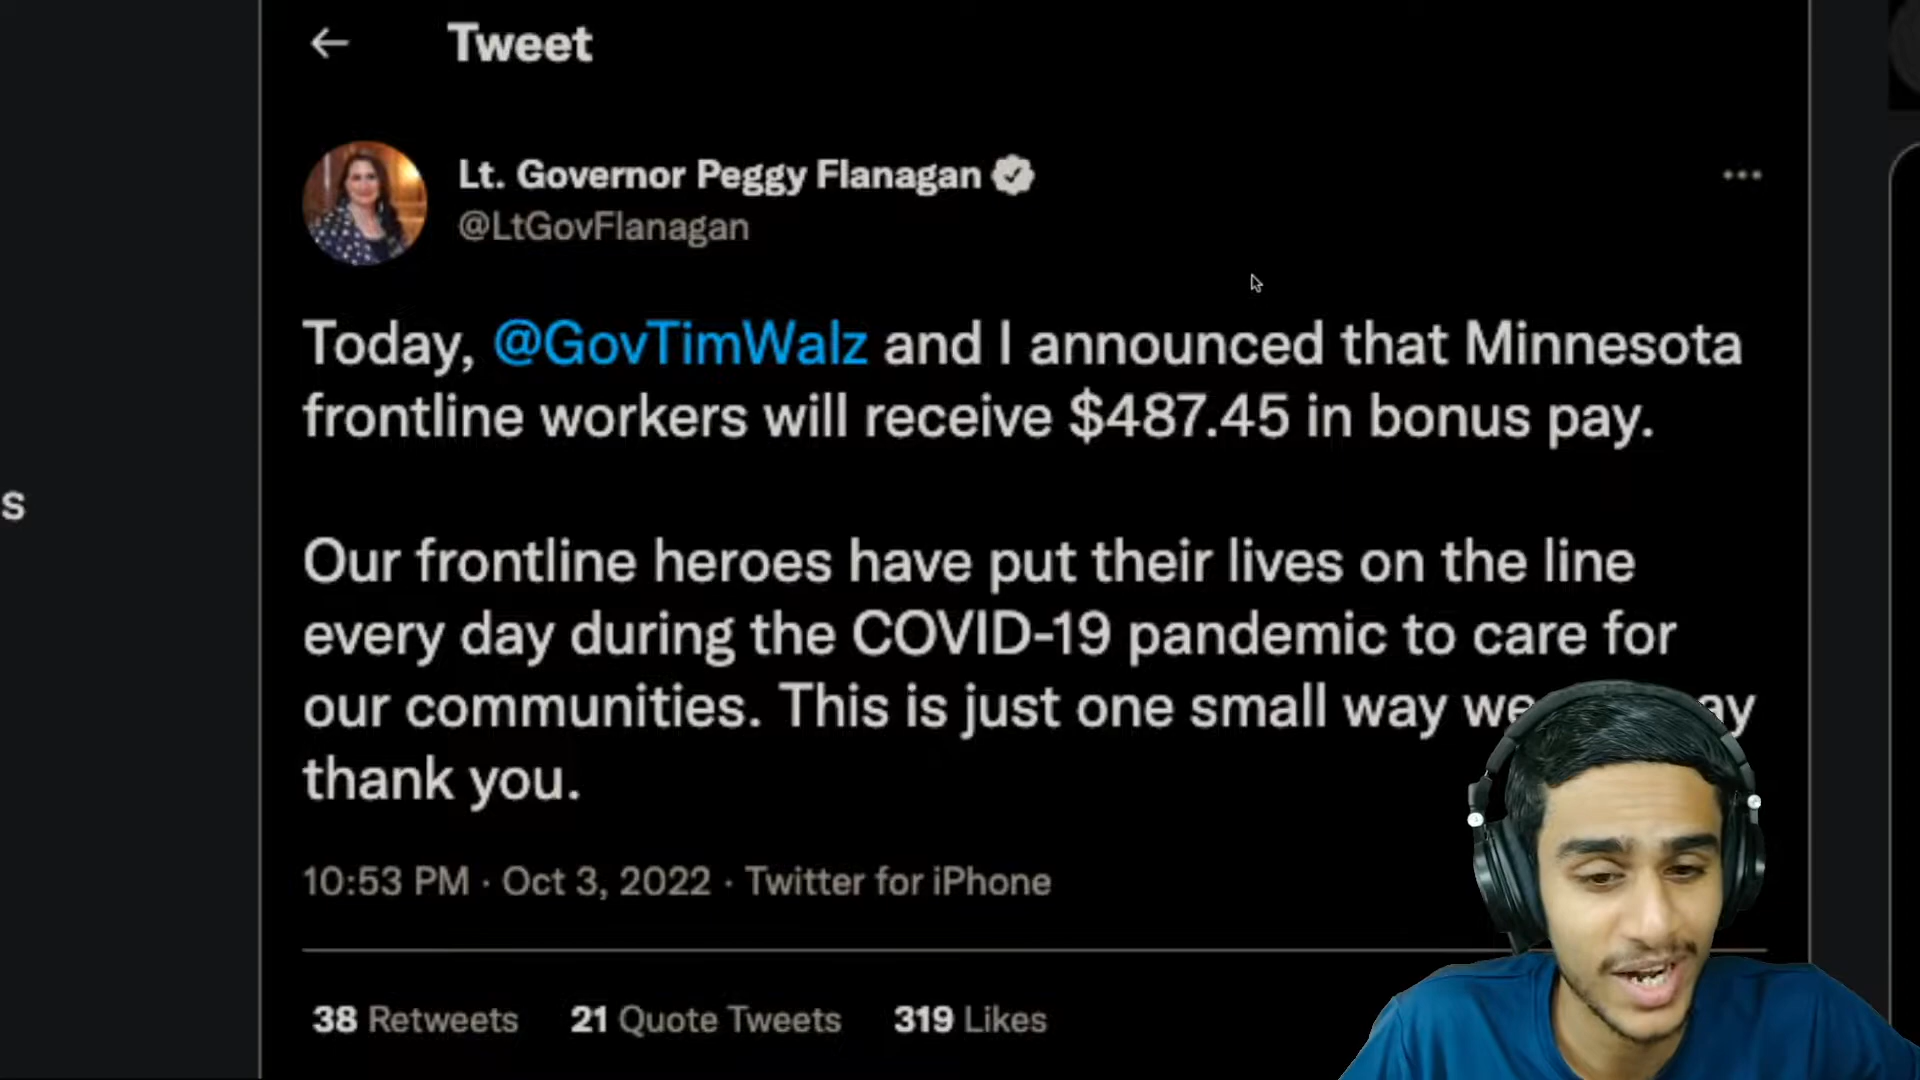 Tweet
Lt. Governor Peggy Flanagan
@LtGovFlanagan
Today, @GovTimWalz and I announced that Minnesota
frontline workers will receive $487.45 in bonus pay.
s
Our frontline heroes have put their lives on the line
every day during the COVID-19 pandemic to care for
our communities. This is just one small way we ay
thank you.
10:53 PM · Oct 3, 2022 · Twitter for iPhone
38 Retweets 21 Quote Tweets 319 Likes